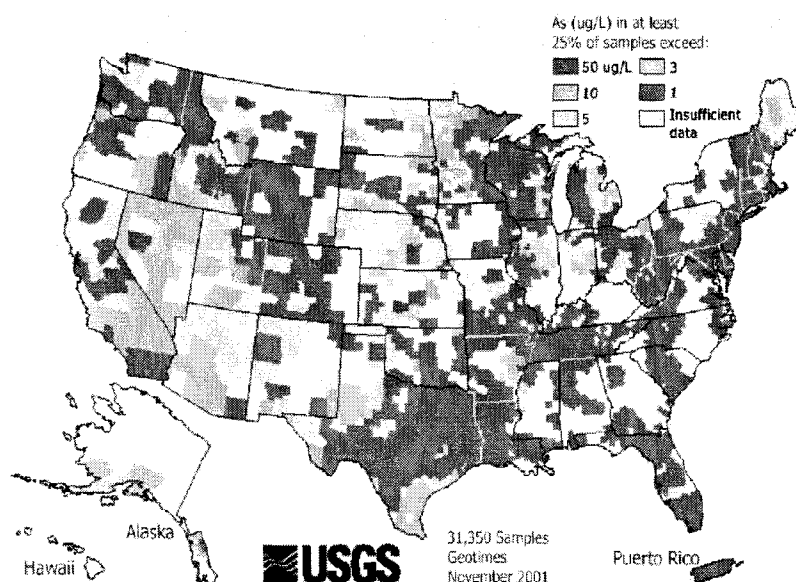 As (ug/L) in at least
25% of samples exceed:
50 ug/L 3
10 1
5 Insufficient
data
Alaska
Hawaii
USGS
31,350 Samples
Geotimes
November 2001
Puerto Rico